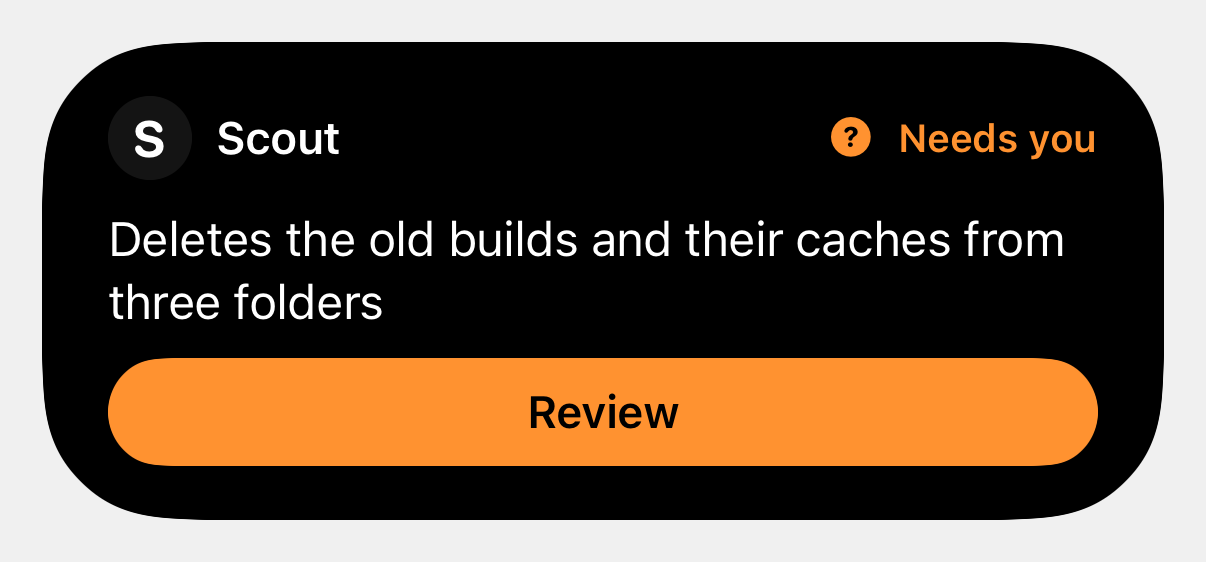 S Scout
? Needs you
Deletes the old builds and their caches from
three folders
Review